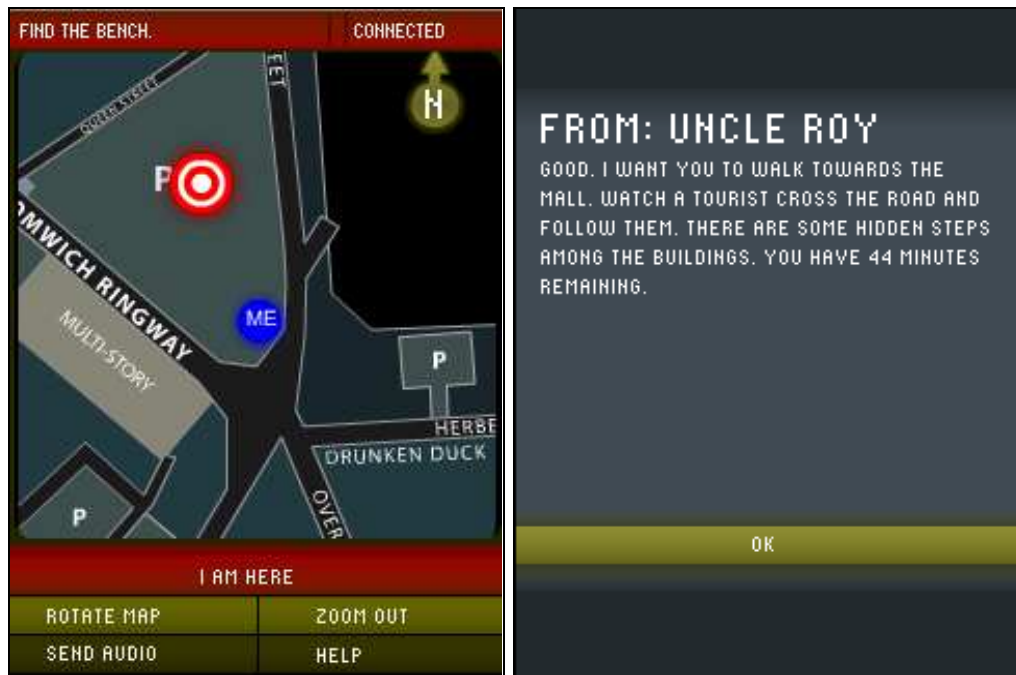 FIND THE BENCH.
CONNECTED
EET
N
QUEEN STREET
P
OMWICH RINGWAY
ME
MULTI-STORY
P
HERBE
DRUNKEN DUCK
OVER
P
I AM HERE
ROTATE MAP
ZOOM OUT
SEND AUDIO
HELP
FROM: UNCLE ROY
GOOD. I WANT YOU TO WALK TOWARDS THE
MALL. WATCH A TOURIST CROSS THE ROAD AND
FOLLOW THEM. THERE ARE SOME HIDDEN STEPS
AMONG THE BUILDINGS. YOU HAVE 44 MINUTES
REMAINING.
OK